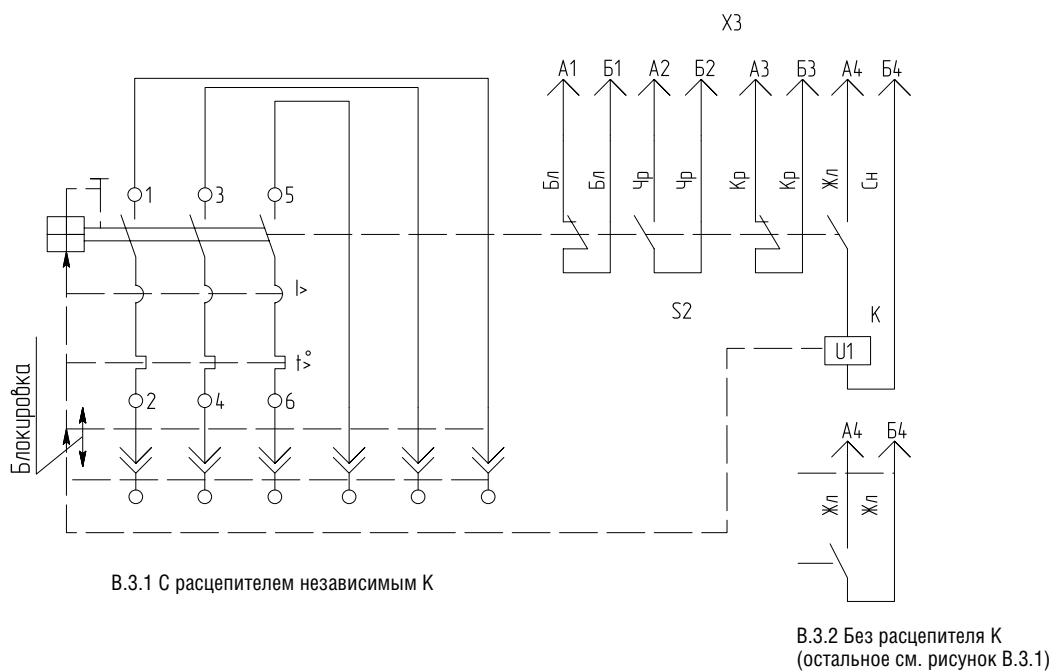 Х3
А1 Б1 А2 Б2 А3 Б3 А4 Б4
Бл Бл Чр Чр Кр Кр Жл Сн
1 3 5
I>
S2
К
U1
t>°
2 4 6
Блокировка
А4 Б4
Жл Жл
В.3.1 С расцепителем независимым К
В.3.2 Без расцепителя К
(остальное см. рисунок В.3.1)